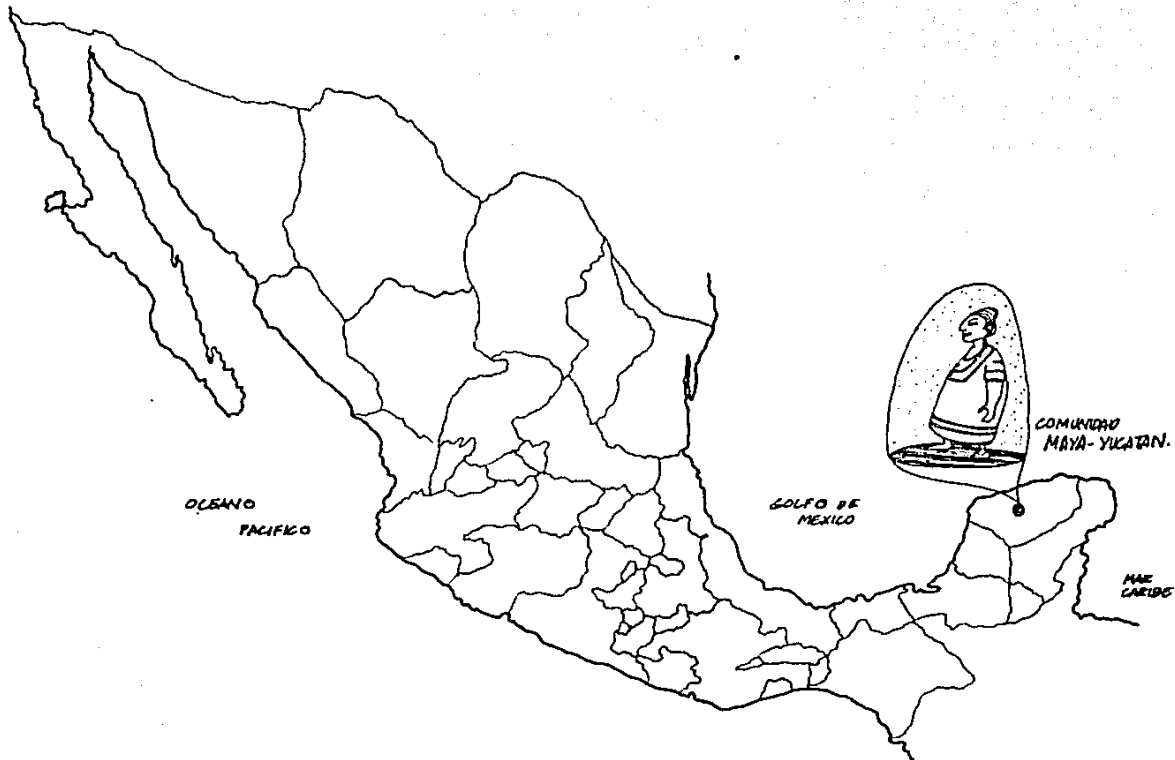 COMUNIDAD
MAYA-YUCATAN.
OCEANO
PACIFICO
GOLFO DE
MEXICO
MAR
CARIBE